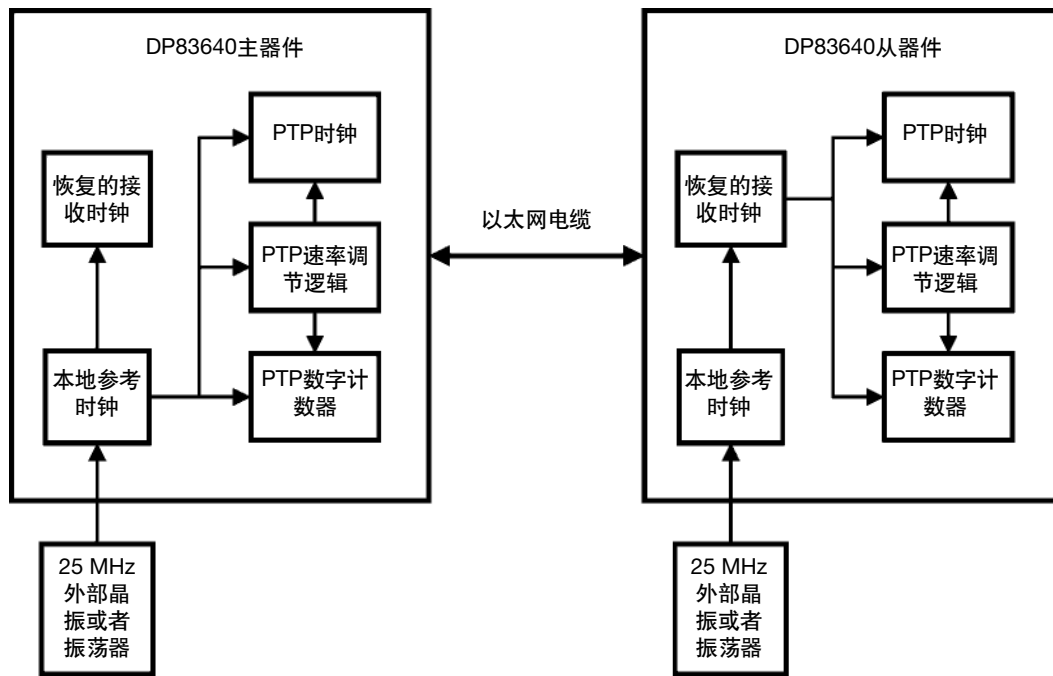 DP83640主器件
PTP时钟
恢复的接
收时钟
PTP速率调
节逻辑
本地参考
时钟
PTP数字计
数器
25 MHz
外部晶
振或者
振荡器
以太网电缆
DP83640从器件
PTP时钟
恢复的接
收时钟
PTP速率调
节逻辑
本地参考
时钟
PTP数字计
数器
25 MHz
外部晶
振或者
振荡器